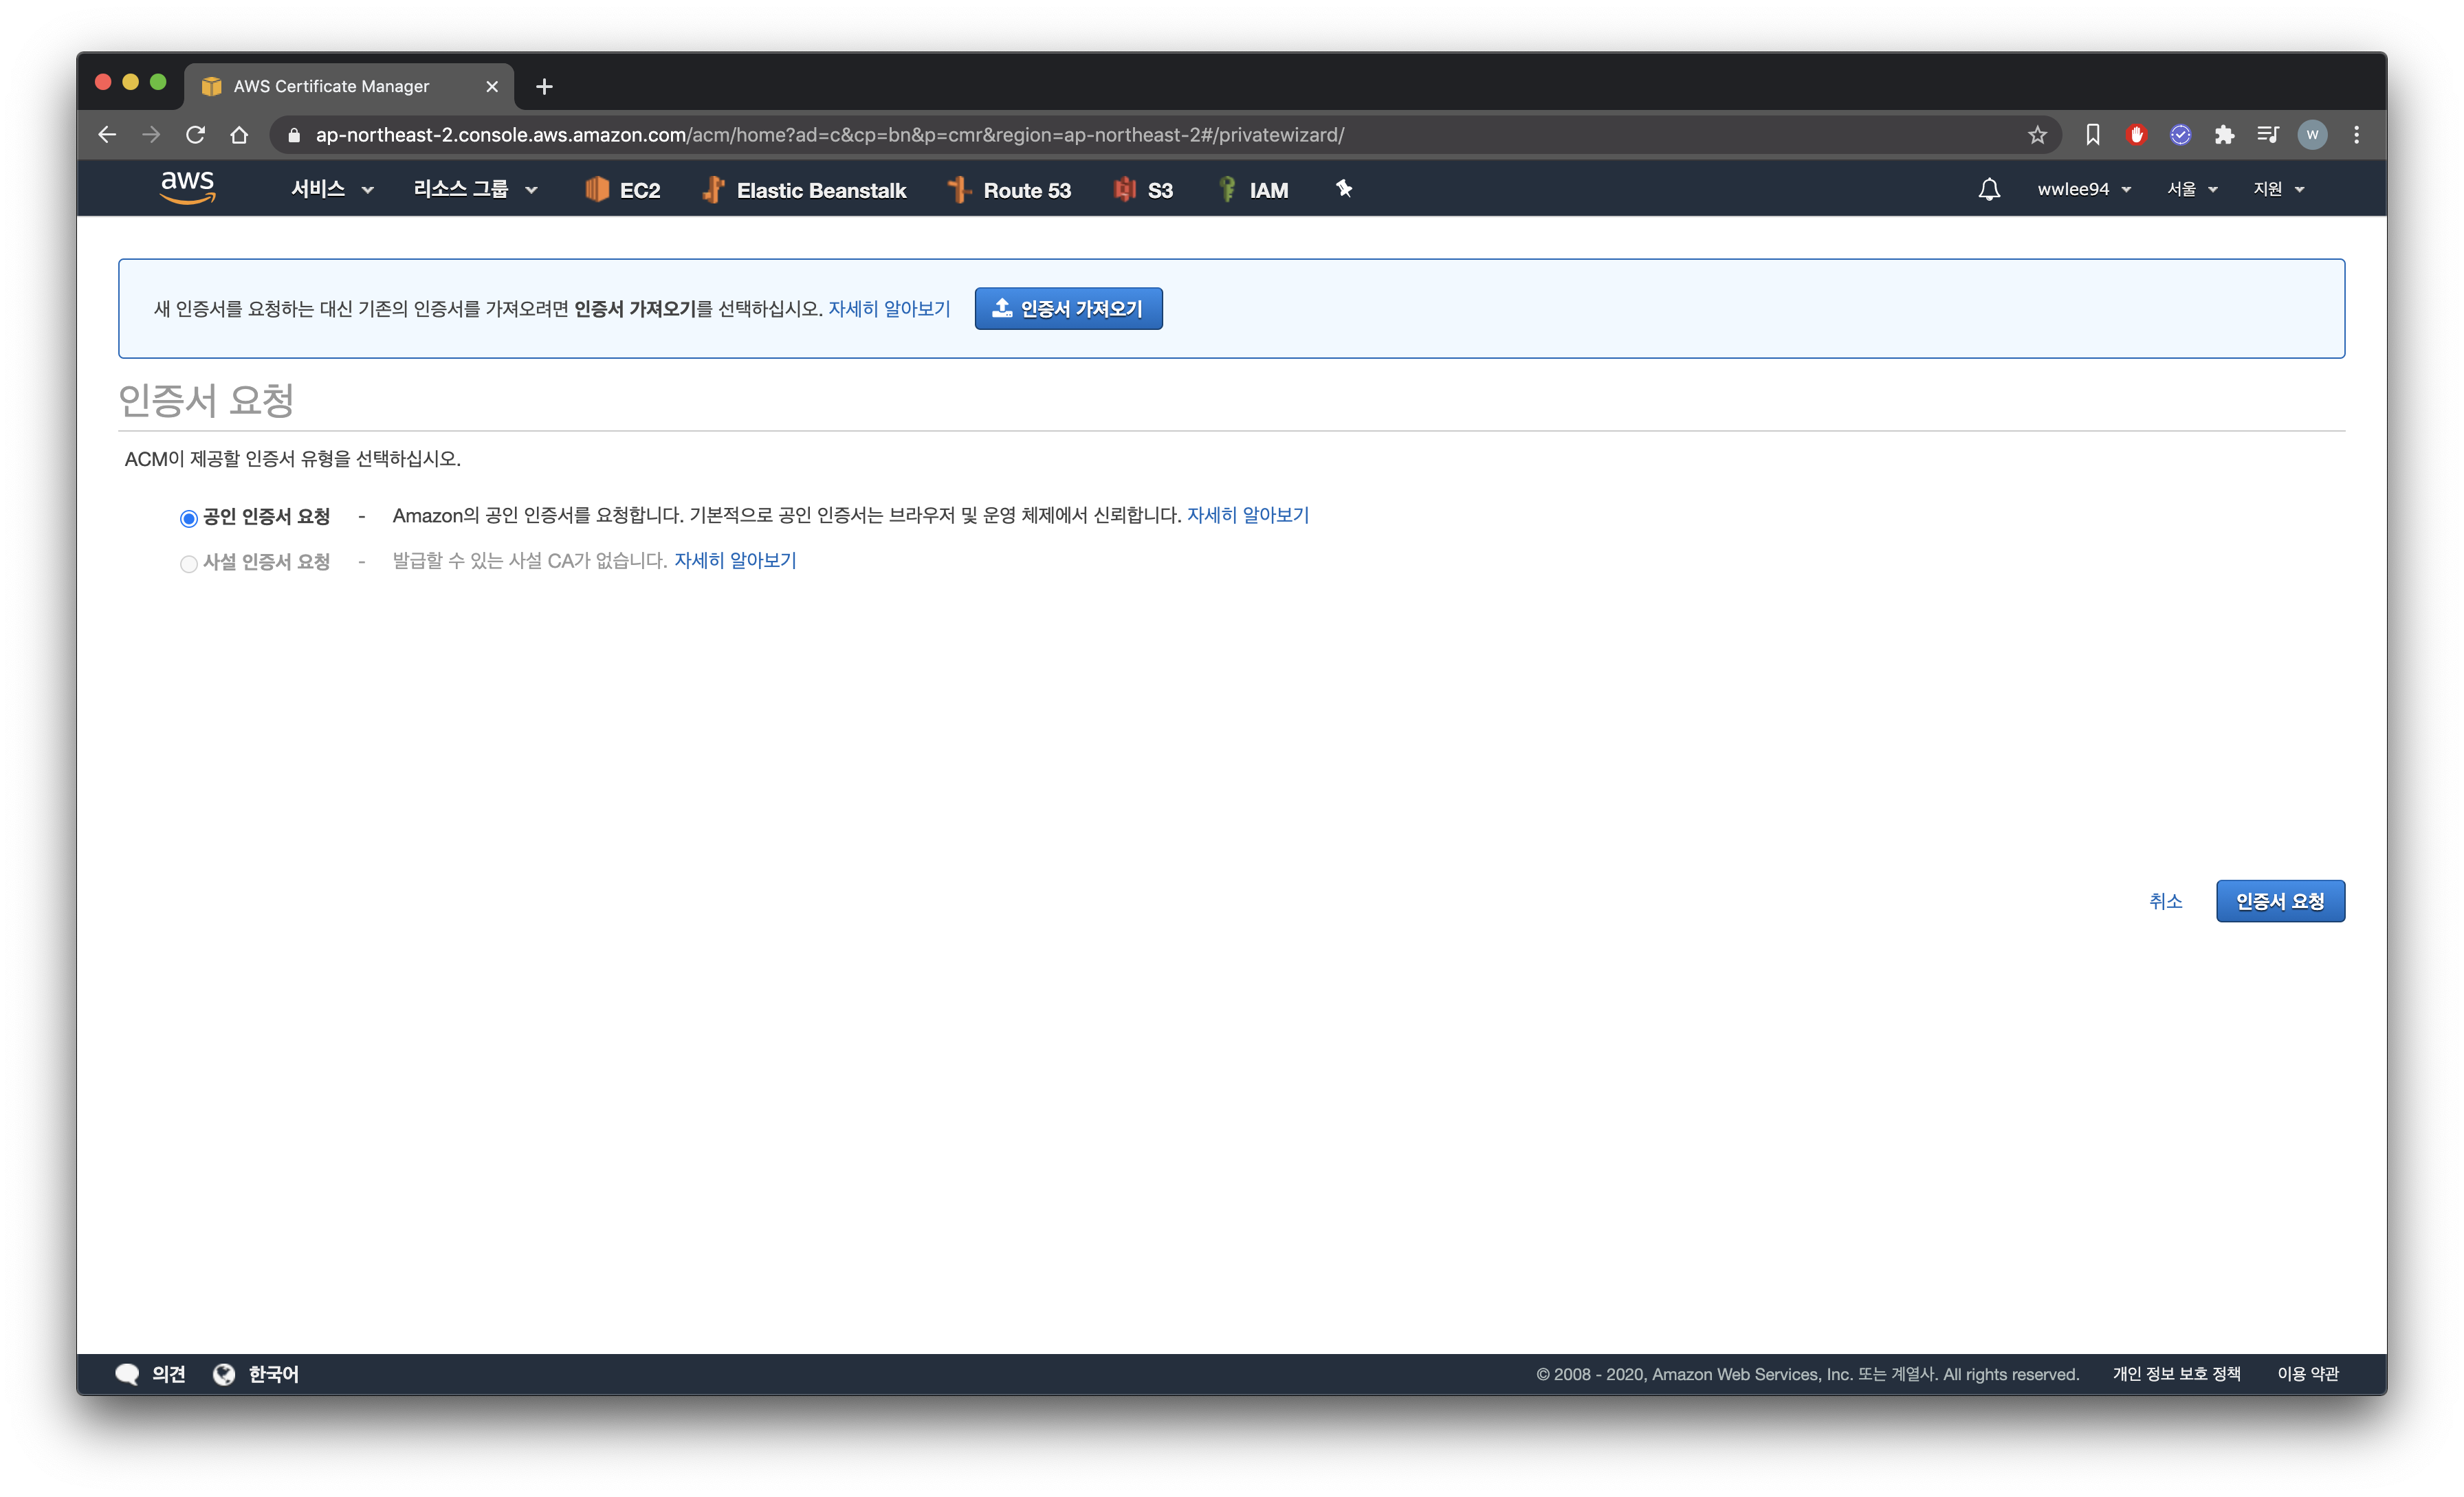 AWS Certificate Manager
ap-northeast-2.console.aws.amazon.com/acm/home?ad=c&cp=bn&p=cmr&region=ap-northeast-2#/privatewizard/
W
aws 서비스 리소스 그룹 EC2 Elastic Beanstalk Route 53 S3 IAM wwlee94 서울 지원
새 인증서를 요청하는 대신 기존의 인증서를 가져오려면 인증서 가져오기를 선택하십시오. 자세히 알아보기 인증서 가져오기
인증서 요청
ACM이 제공할 인증서 유형을 선택하십시오.
공인 인증서 요청 - Amazon의 공인 인증서를 요청합니다. 기본적으로 공인 인증서는 브라우저 및 운영 체제에서 신뢰합니다. 자세히 알아보기
사설 인증서 요청 - 발급할 수 있는 사설 CA가 없습니다. 자세히 알아보기
취소 인증서 요청
의견 한국어 © 2008 - 2020, Amazon Web Services, Inc. 또는 계열사. All rights reserved. 개인 정보 보호 정책 이용 약관